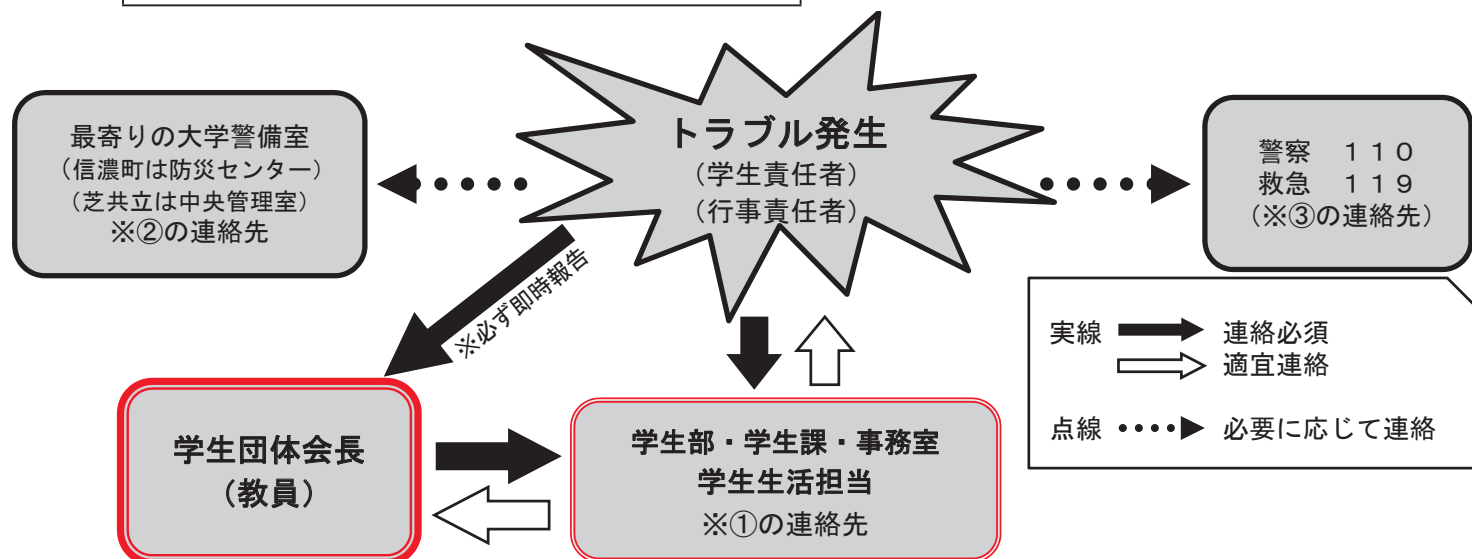 トラブル発生
（学生責任者）
（行事責任者）
最寄りの大学警備室
（信濃町は防災センター）
（芝共立は中央管理室）
※②の連絡先
警察　１１０
救急　１１９
（※③の連絡先）
※必ず即時報告
実線　連絡必須
適宜連絡
点線　必要に応じて連絡
学生団体会長
（教員）
学生部・学生課・事務室
学生生活担当
※①の連絡先